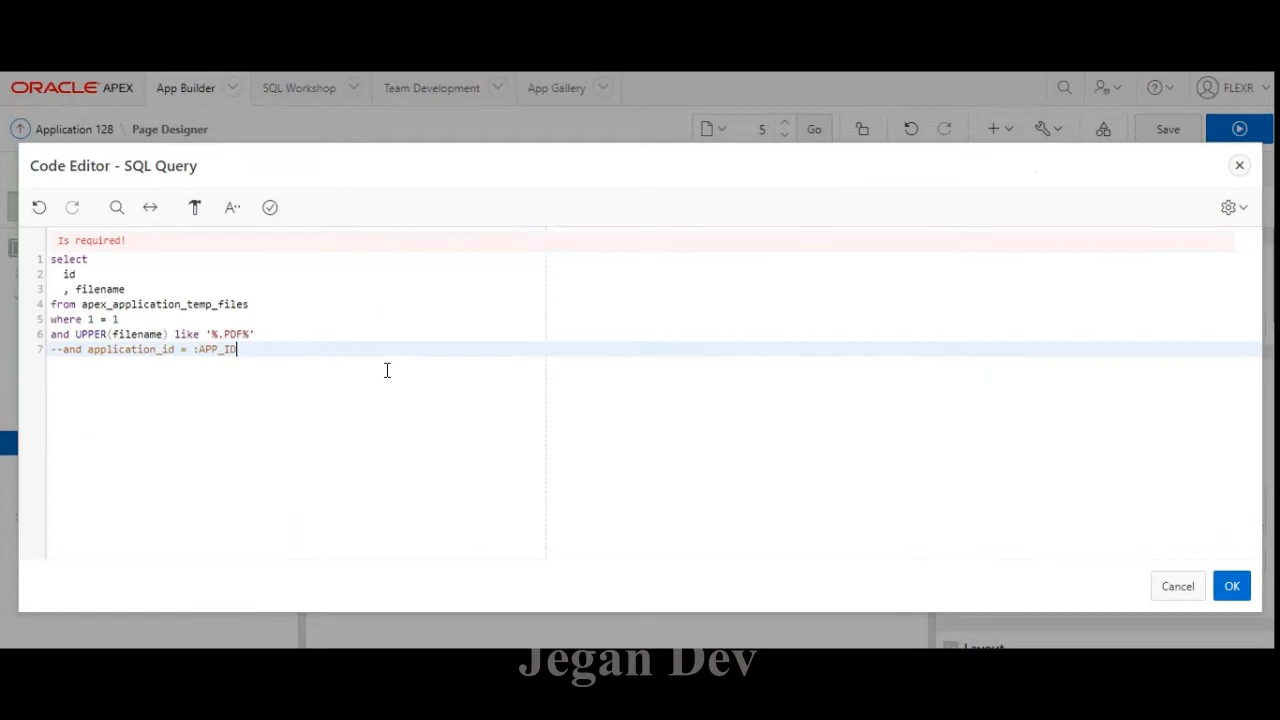 ORACLE APEX App Builder SQL Workshop Team Development App Gallery FLEXR
Application 128 \ Page Designer 5 Go Save
Code Editor - SQL Query
A··
Is required!
1 select
2 id
3 , filename
4 from apex_application_temp_files
5 where 1 = 1
6 and UPPER(filename) like '%.PDF%'
7 --and application_id = :APP_ID
Cancel OK
Layout
Jegan Dev